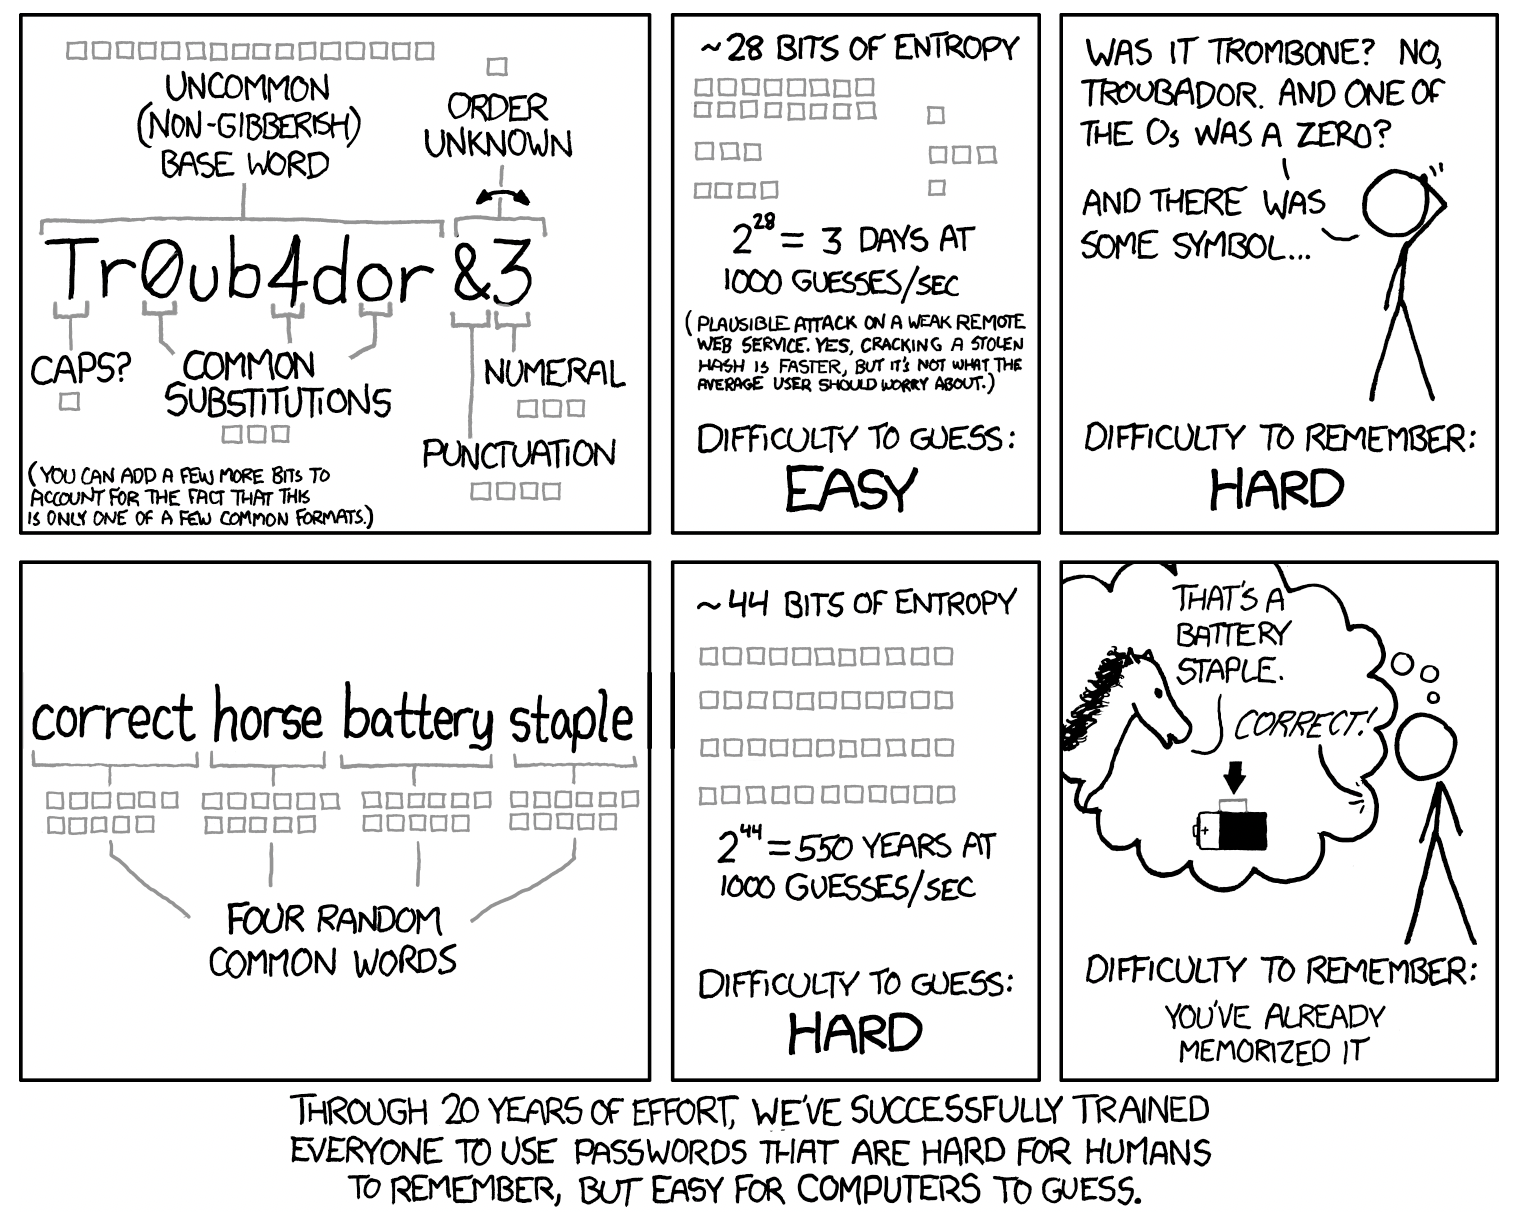 UNCOMMON
(NON-GIBBERISH)
BASE WORD
ORDER
UNKNOWN
Tr0ub4dor &3
CAPS?
COMMON
SUBSTITUTIONS
NUMERAL
PUNCTUATION
(YOU CAN ADD A FEW MORE BITS TO
ACCOUNT FOR THE FACT THAT THIS
IS ONLY ONE OF A FEW COMMON FORMATS.)
~28 BITS OF ENTROPY
2^28 = 3 DAYS AT
1000 GUESSES/SEC
(PLAUSIBLE ATTACK ON A WEAK REMOTE
WEB SERVICE. YES, CRACKING A STOLEN
HASH IS FASTER, BUT IT'S NOT WHAT THE
AVERAGE USER SHOULD WORRY ABOUT.)
DIFFICULTY TO GUESS:
EASY
WAS IT TROMBONE? NO,
TROUBADOR. AND ONE OF
THE Os WAS A ZERO?
AND THERE WAS
SOME SYMBOL...
DIFFICULTY TO REMEMBER:
HARD
correct horse battery staple
FOUR RANDOM
COMMON WORDS
~44 BITS OF ENTROPY
2^44 = 550 YEARS AT
1000 GUESSES/SEC
DIFFICULTY TO GUESS:
HARD
THAT'S A
BATTERY
STAPLE.
CORRECT!
+
DIFFICULTY TO REMEMBER:
YOU'VE ALREADY
MEMORIZED IT
THROUGH 20 YEARS OF EFFORT, WE'VE SUCCESSFULLY TRAINED
EVERYONE TO USE PASSWORDS THAT ARE HARD FOR HUMANS
TO REMEMBER, BUT EASY FOR COMPUTERS TO GUESS.